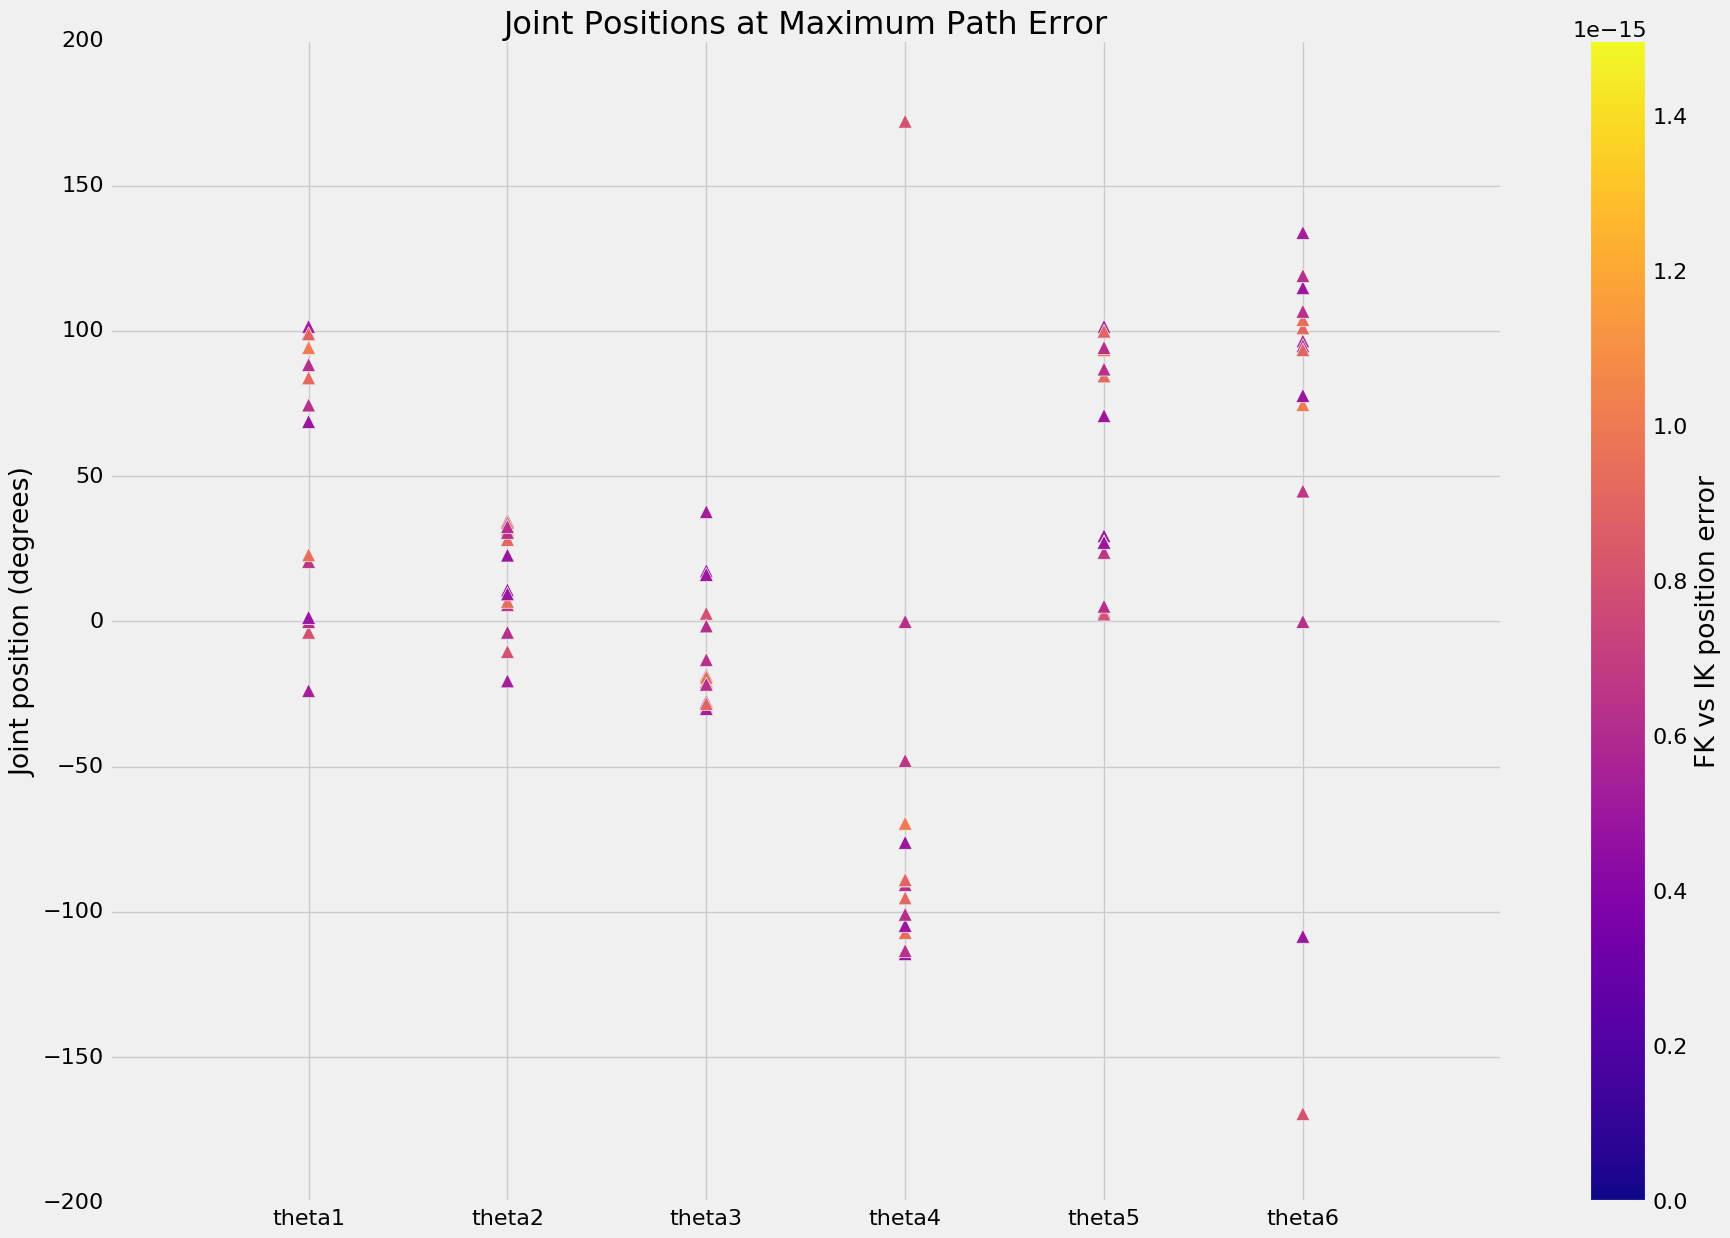 Joint Positions at Maximum Path Error
1e−15
200
150
100
50
0
−50
−100
−150
−200
Joint position (degrees)
theta1
theta2
theta3
theta4
theta5
theta6
1.4
1.2
1.0
0.8
0.6
0.4
0.2
0.0
FK vs IK position error